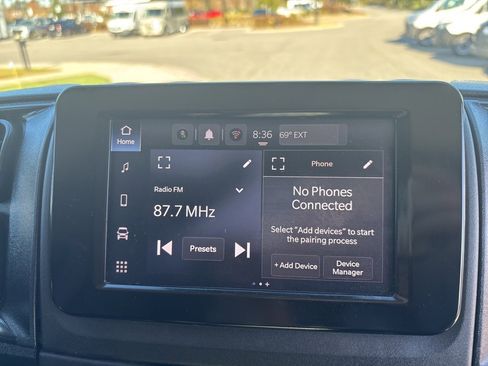 8:36 69° EXT
Home
Radio FM
87.7 MHz
Presets
Phone
No Phones
Connected
Select "Add devices" to start
the pairing process
+ Add Device
Device
Manager